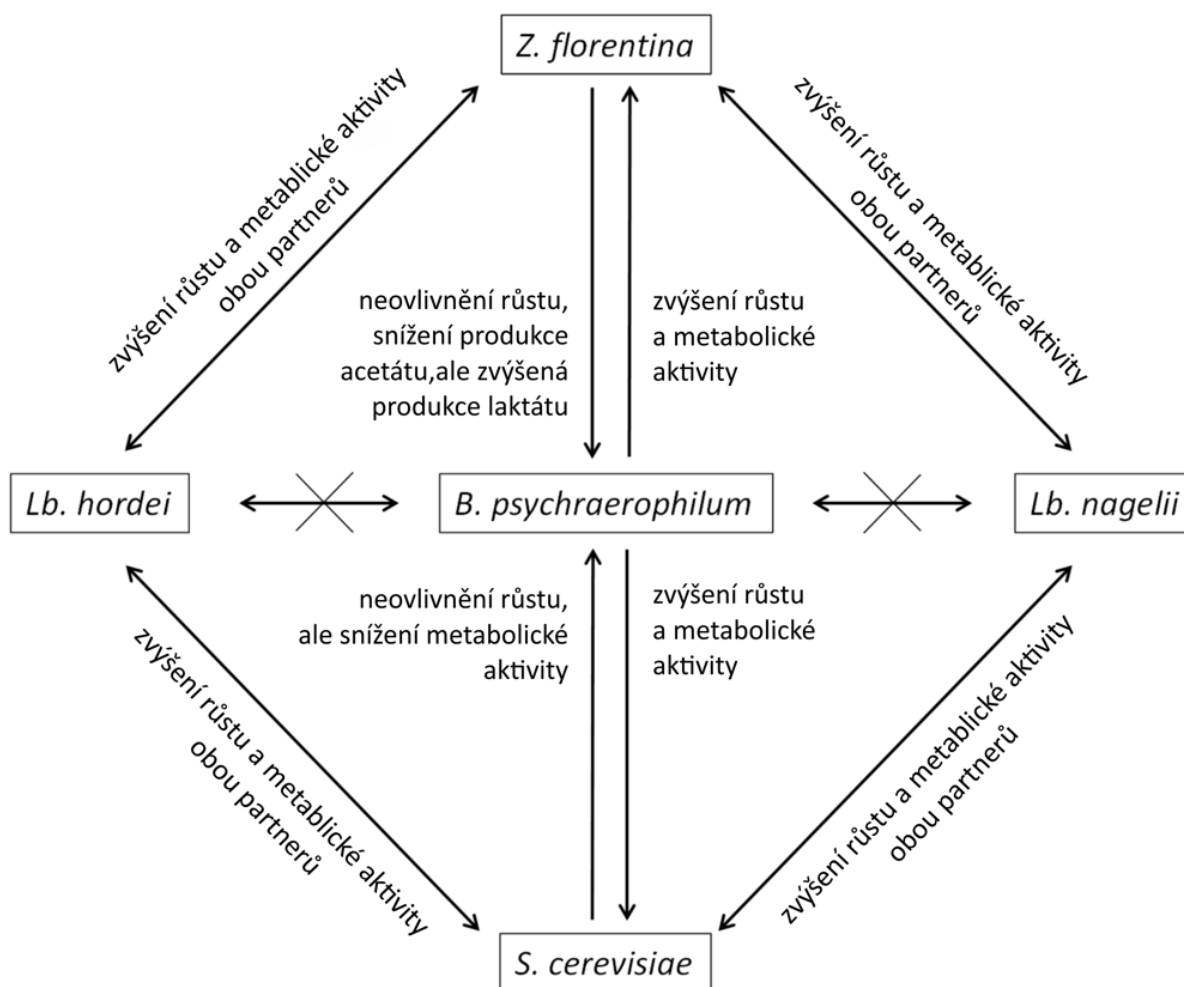 Z. florentina
zvýšení růstu a metablické aktivity
obou partnerů
zvýšení růstu a metablické aktivity
obou partnerů
neovlivnění růstu,
snížení produkce
acetátu,ale zvýšená
produkce laktátu
zvýšení růstu
a metabolické
aktivity
Lb. hordei
B. psychraerophilum
Lb. nagelii
neovlivnění růstu,
ale snížení metabolické
aktivity
zvýšení růstu
a metabolické
aktivity
zvýšení růstu a metablické aktivity
obou partnerů
zvýšení růstu a metablické aktivity
obou partnerů
S. cerevisiae